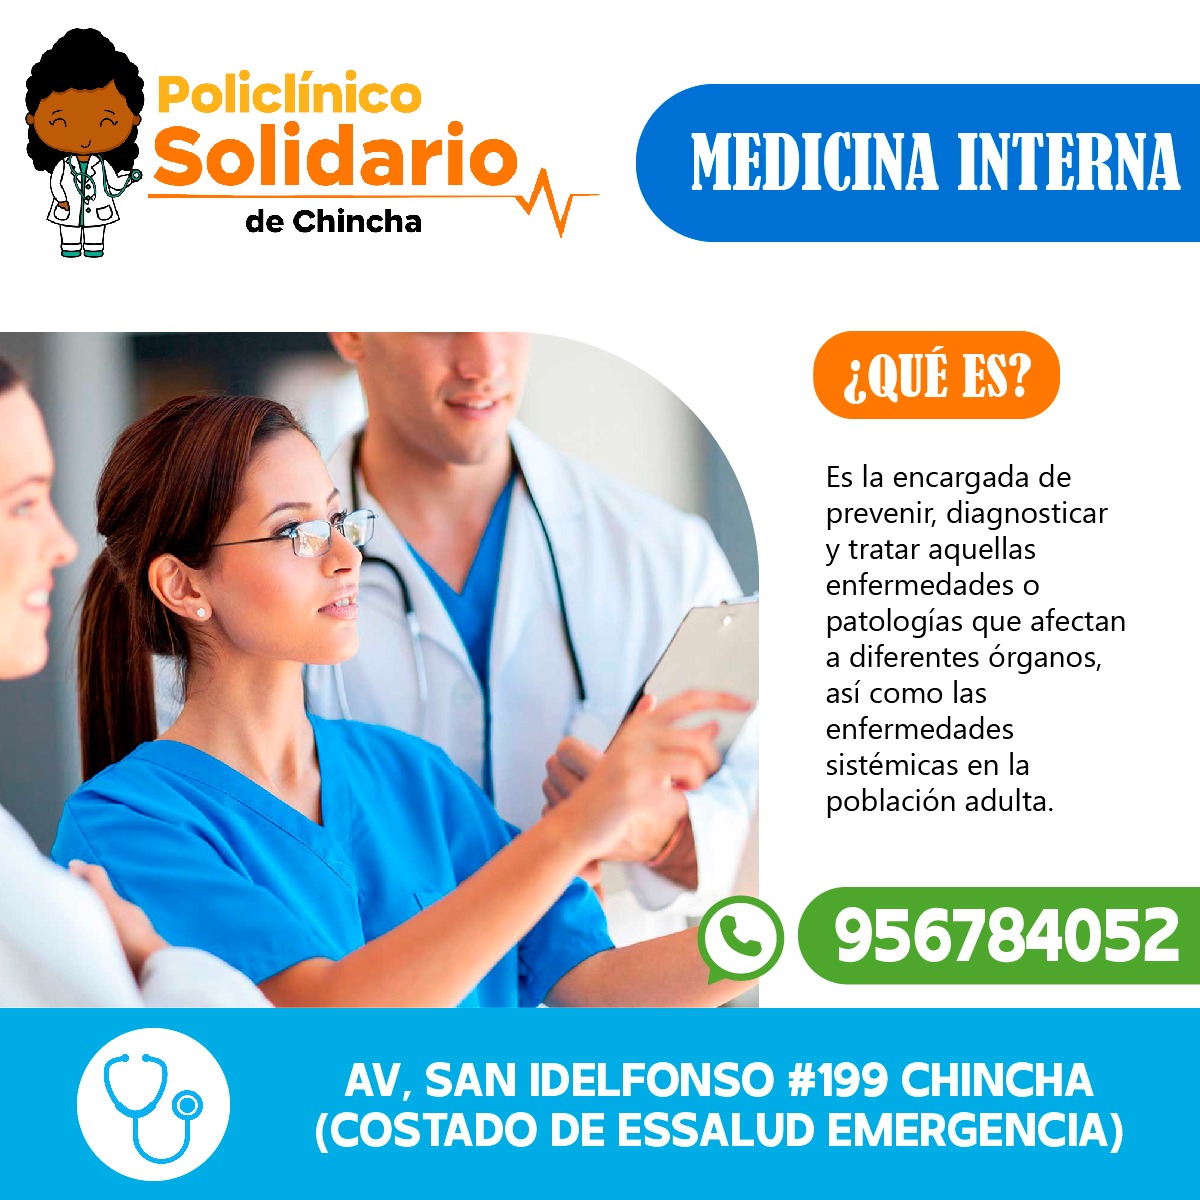 Policlínico
Solidario
de Chincha
MEDICINA INTERNA
¿QUÉ ES?
Es la encargada de
prevenir, diagnosticar
y tratar aquellas
enfermedades o
patologías que afectan
a diferentes órganos,
así como las
enfermedades
sistémicas en la
población adulta.
956784052
AV, SAN IDELFONSO #199 CHINCHA
(COSTADO DE ESSALUD EMERGENCIA)